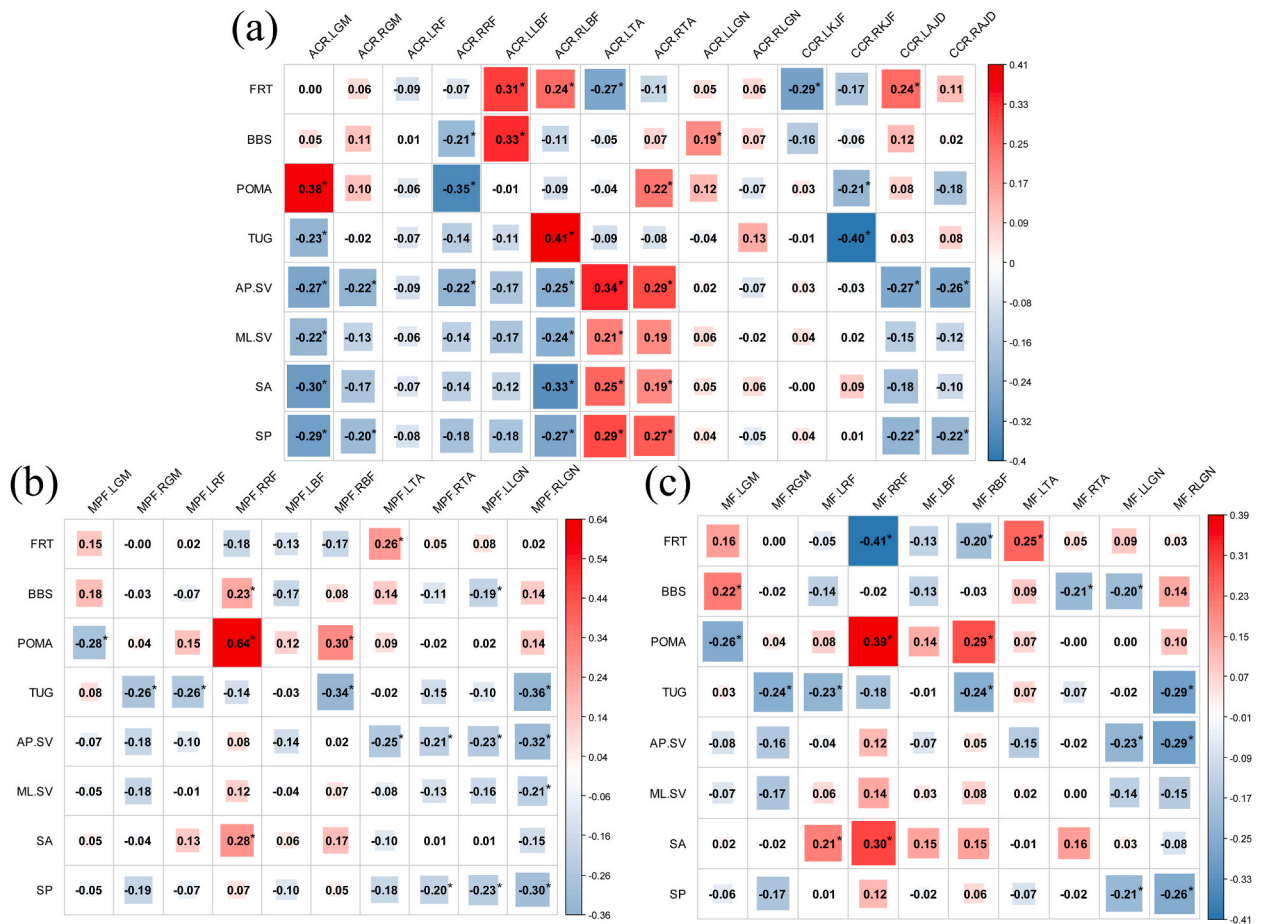 (a)
ACR.LGM ACR.RGM ACR.LRF ACR.RRF ACR.LLBF ACR.RLBF ACR.LTA ACR.RTA ACR.LLGN ACR.RLGN CCR.LKJF CCR.RKJF CCR.LAJD CCR.RAJD
FRT 0.00 0.06 -0.09 -0.07 0.31* 0.24* -0.27* -0.11 0.05 0.06 -0.29* -0.17 0.24* 0.11
BBS 0.05 0.11 0.01 -0.21* 0.33* -0.11 -0.05 0.07 0.19* 0.07 -0.16 -0.06 0.12 0.02
POMA 0.38* 0.10 -0.06 -0.35* -0.01 -0.09 -0.04 0.22* 0.12 -0.07 0.03 -0.21* 0.08 -0.18
TUG -0.23* -0.02 -0.07 -0.14 -0.11 0.41* -0.09 -0.08 -0.04 0.13 -0.01 -0.40* 0.03 0.08
AP.SV -0.27* -0.22* -0.09 -0.22* -0.17 -0.25* 0.34* 0.29* 0.02 -0.07 0.03 -0.03 -0.27* -0.26*
ML.SV -0.22* -0.13 -0.06 -0.14 -0.17 -0.24* 0.21* 0.19 0.06 -0.02 0.04 0.02 -0.15 -0.12
SA -0.30* -0.17 -0.07 -0.14 -0.12 -0.33* 0.25* 0.19* 0.05 0.06 -0.00 0.09 -0.18 -0.10
SP -0.29* -0.20* -0.08 -0.18 -0.18 -0.27* 0.29* 0.27* 0.04 -0.05 0.04 0.01 -0.22* -0.22*
0.41
0.33
0.25
0.17
0.09
0
-0.08
-0.16
-0.24
-0.32
-0.4
(b)
MPF.LGM MPF.RGM MPF.LRF MPF.RRF MPF.LBF MPF.RBF MPF.LTA MPF.RTA MPF.LLGN MPF.RLGN
FRT 0.15 -0.00 0.02 -0.18 -0.13 -0.17 0.26* 0.05 0.08 0.02
BBS 0.18 -0.03 -0.07 0.23* -0.17 0.08 0.14 -0.11 -0.19* 0.14
POMA -0.28* 0.04 0.15 0.64* 0.12 0.30* 0.09 -0.02 0.02 0.14
TUG 0.08 -0.26* -0.26* -0.14 -0.03 -0.34* -0.02 -0.15 -0.10 -0.36*
AP.SV -0.07 -0.18 -0.10 0.08 -0.14 0.02 -0.25* -0.21* -0.23* -0.32*
ML.SV -0.05 -0.18 -0.01 0.12 -0.04 0.07 -0.08 -0.13 -0.16 -0.21*
SA 0.05 -0.04 0.13 0.28* 0.06 0.17 -0.10 0.01 0.01 -0.15
SP -0.05 -0.19 -0.07 0.07 -0.10 0.05 -0.18 -0.20* -0.23* -0.30*
0.64
0.54
0.44
0.34
0.24
0.14
0.04
-0.06
-0.16
-0.26
-0.36
(c)
MF.LGM MF.RGM MF.LRF MF.RRF MF.LBF MF.RBF MF.LTA MF.RTA MF.LLGN MF.RLGN
FRT 0.16 0.00 -0.05 -0.41* -0.13 -0.20* 0.25* 0.05 0.09 0.03
BBS 0.22* -0.02 -0.14 -0.02 -0.13 -0.03 0.09 -0.21* -0.20* 0.14
POMA -0.26* 0.04 0.08 0.39* 0.14 0.29* 0.07 -0.00 0.00 0.10
TUG 0.03 -0.24* -0.23* -0.18 -0.01 -0.24* 0.07 -0.07 -0.02 -0.29*
AP.SV -0.08 -0.16 -0.04 0.12 -0.07 0.05 -0.15 -0.02 -0.23* -0.29*
ML.SV -0.07 -0.17 0.06 0.14 0.03 0.08 0.02 0.00 -0.14 -0.15
SA 0.02 -0.02 0.21* 0.30* 0.15 0.15 -0.01 0.16 0.03 -0.08
SP -0.06 -0.17 0.01 0.12 -0.02 0.06 -0.07 -0.02 -0.21* -0.26*
0.39
0.31
0.23
0.15
0.07
-0.01
-0.09
-0.17
-0.25
-0.33
-0.41